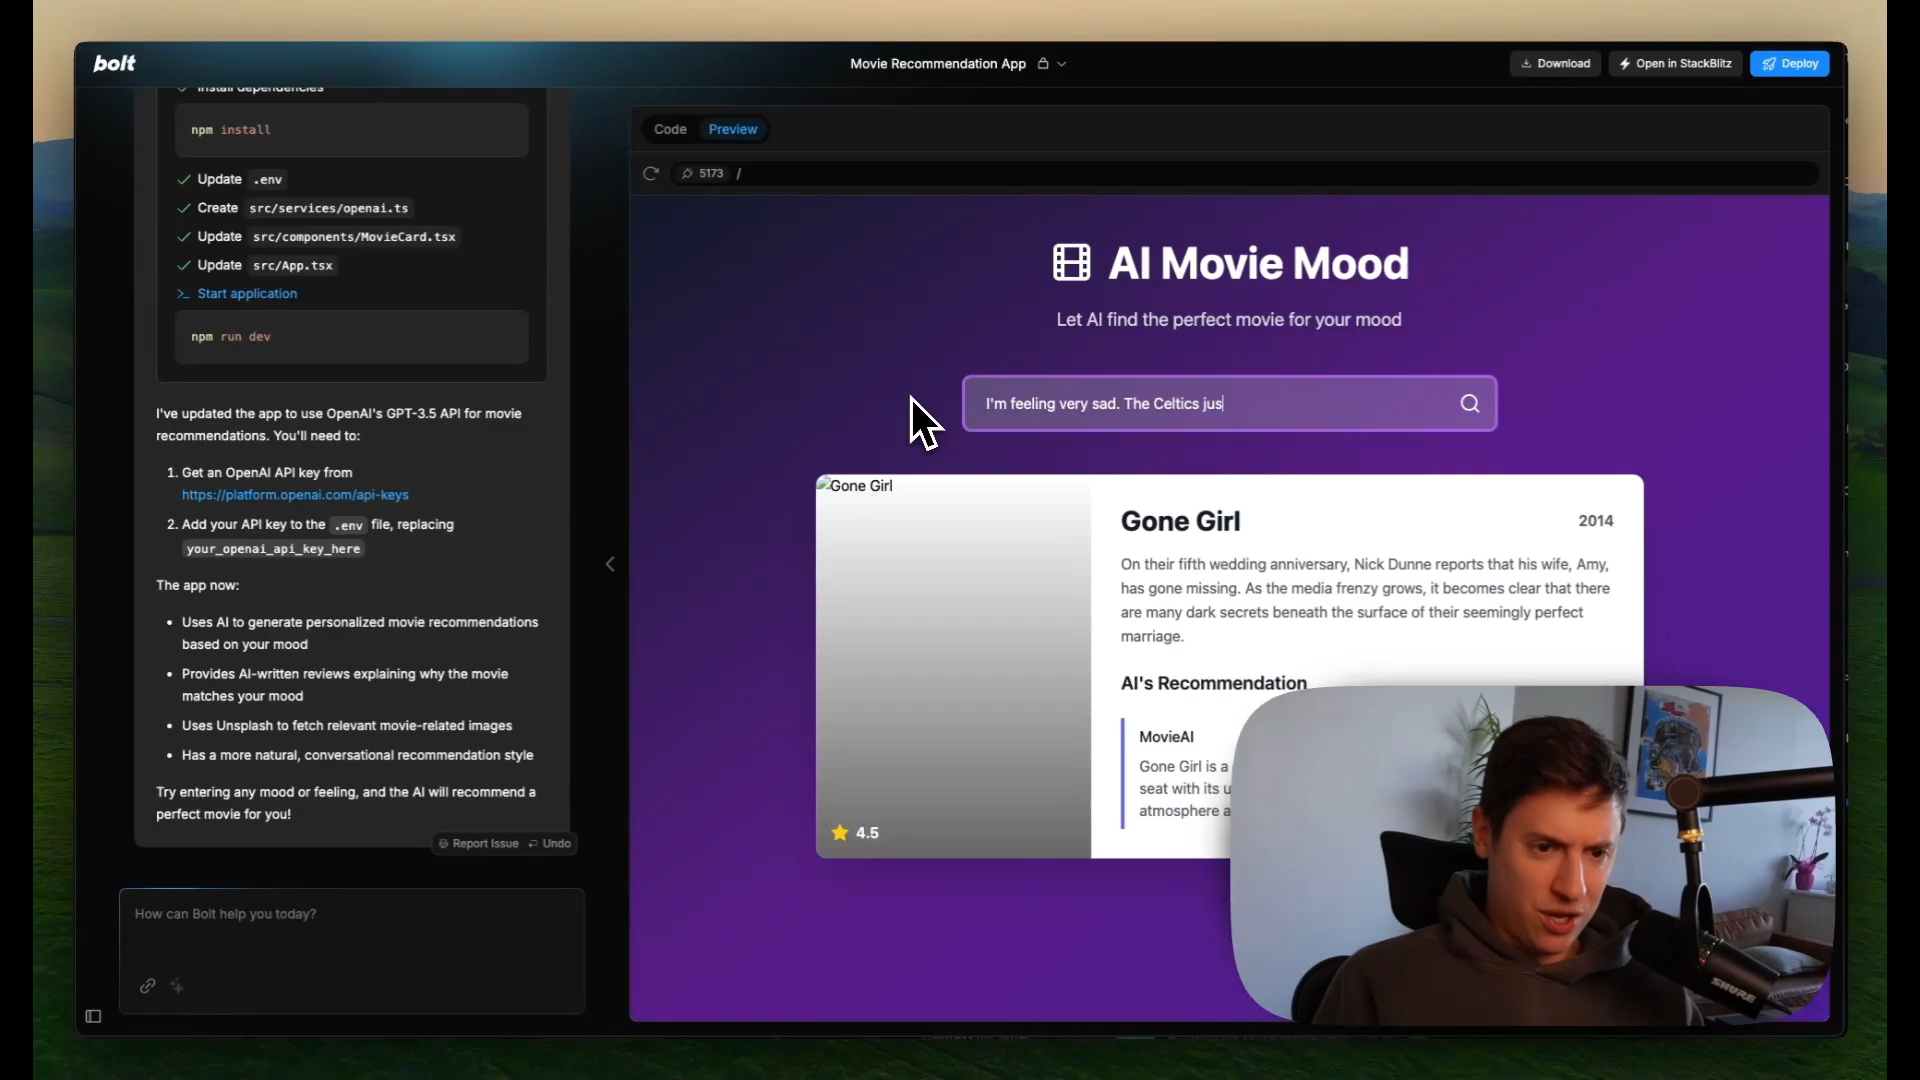 bolt
Movie Recommendation App
Download
Open in StackBlitz
Deploy
Install dependencies
npm install
Update .env
Create src/services/openai.ts
Update src/components/MovieCard.tsx
Update src/App.tsx
Start application
npm run dev
I've updated the app to use OpenAI's GPT-3.5 API for movie
recommendations. You'll need to:
1. Get an OpenAI API key from
https://platform.openai.com/api-keys
2. Add your API key to the .env file, replacing
your_openai_api_key_here
The app now:
• Uses AI to generate personalized movie recommendations
based on your mood
• Provides AI-written reviews explaining why the movie
matches your mood
• Uses Unsplash to fetch relevant movie-related images
• Has a more natural, conversational recommendation style
Try entering any mood or feeling, and the AI will recommend a
perfect movie for you!
Report Issue
Undo
How can Bolt help you today?
Code
Preview
5173 /
AI Movie Mood
Let AI find the perfect movie for your mood
I'm feeling very sad. The Celtics jus
Gone Girl
4.5
Gone Girl
2014
On their fifth wedding anniversary, Nick Dunne reports that his wife, Amy,
has gone missing. As the media frenzy grows, it becomes clear that there
are many dark secrets beneath the surface of their seemingly perfect
marriage.
AI's Recommendation
MovieAI
Gone Girl is a
seat with its u
atmosphere a
SHURE